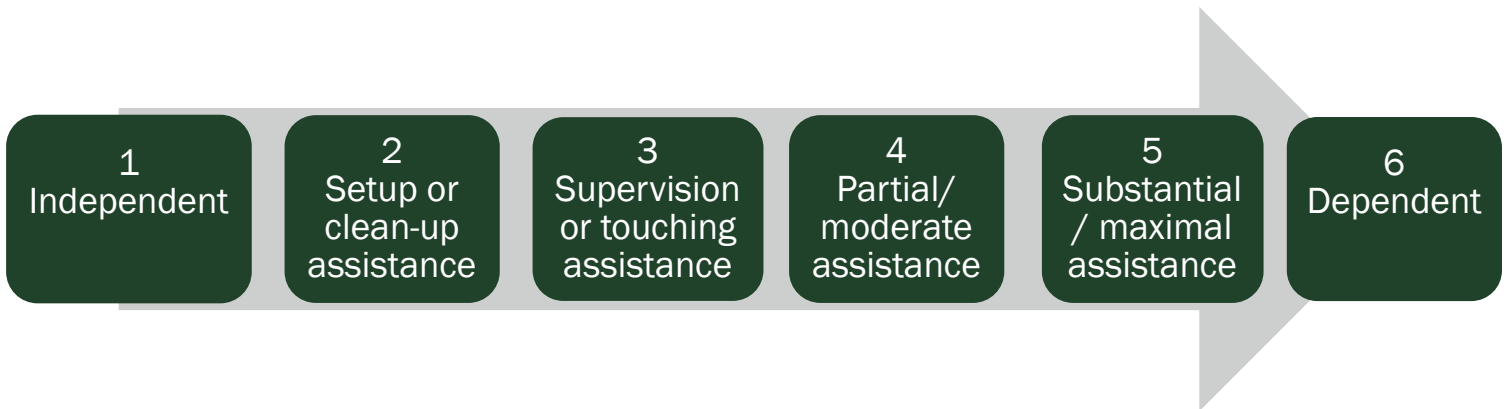 1
Independent
2
Setup or
clean-up
assistance
3
Supervision
or touching
assistance
4
Partial/
moderate
assistance
5
Substantial
/ maximal
assistance
6
Dependent